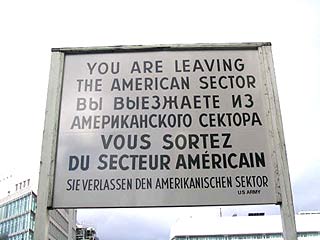 YOU ARE LEAVING
THE AMERICAN SECTOR
ВЫ ВЫЕЗЖАЕТЕ ИЗ
АМЕРИКАНСКОГО СЕКТОРА
VOUS SORTEZ
DU SECTEUR AMÉRICAIN
SIE VERLASSEN DEN AMERIKANISCHEN SEKTOR
US ARMY